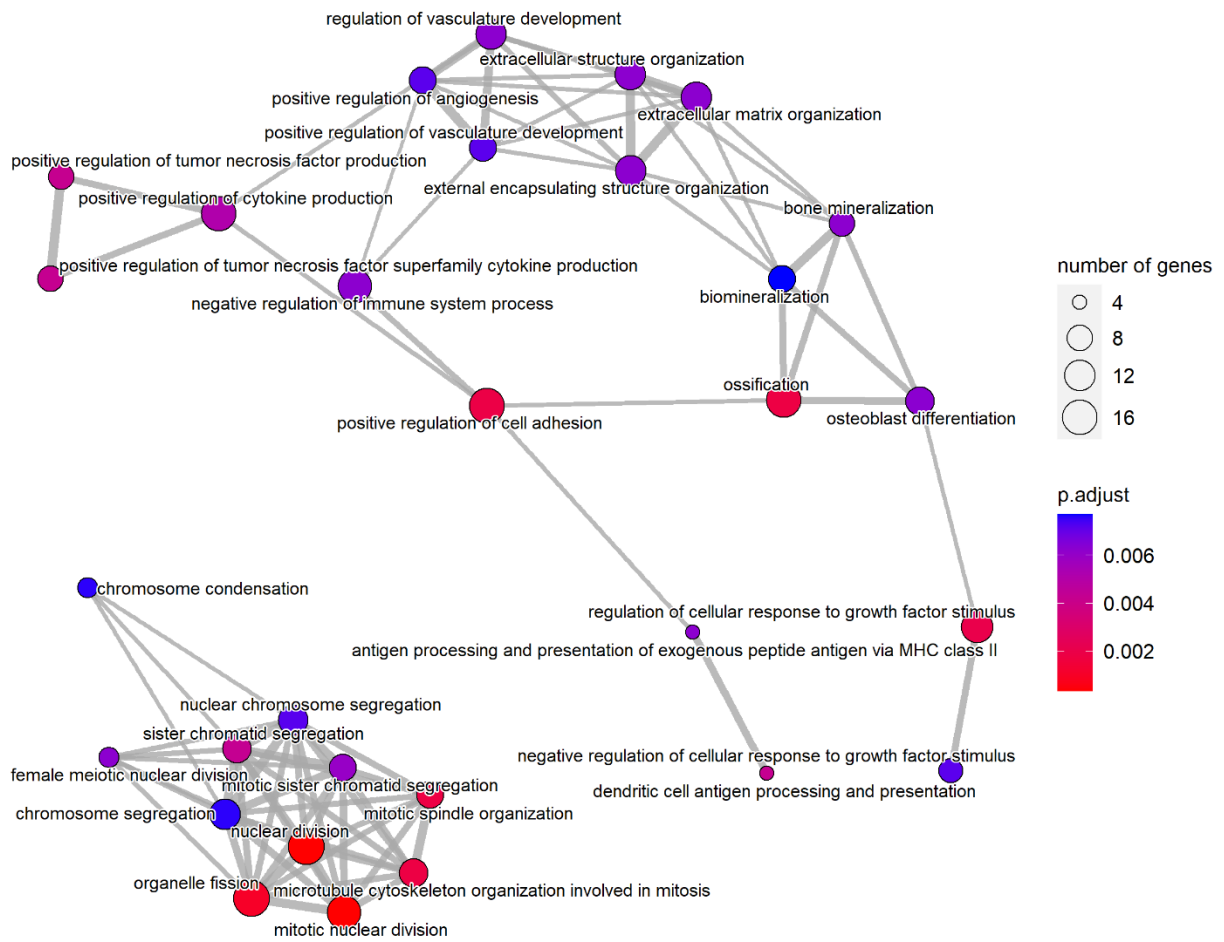 regulation of vasculature development
extracellular structure organization
positive regulation of angiogenesis
extracellular matrix organization
positive regulation of vasculature development
positive regulation of tumor necrosis factor production
external encapsulating structure organization
positive regulation of cytokine production
bone mineralization
positive regulation of tumor necrosis factor superfamily cytokine production
negative regulation of immune system process
biomineralization
ossification
positive regulation of cell adhesion
osteoblast differentiation
number of genes
4
8
12
16
p.adjust
0.006
0.004
0.002
chromosome condensation
regulation of cellular response to growth factor stimulus
antigen processing and presentation of exogenous peptide antigen via MHC class II
nuclear chromosome segregation
sister chromatid segregation
negative regulation of cellular response to growth factor stimulus
female meiotic nuclear division
mitotic sister chromatid segregation
dendritic cell antigen processing and presentation
chromosome segregation
mitotic spindle organization
nuclear division
organelle fission
microtubule cytoskeleton organization involved in mitosis
mitotic nuclear division